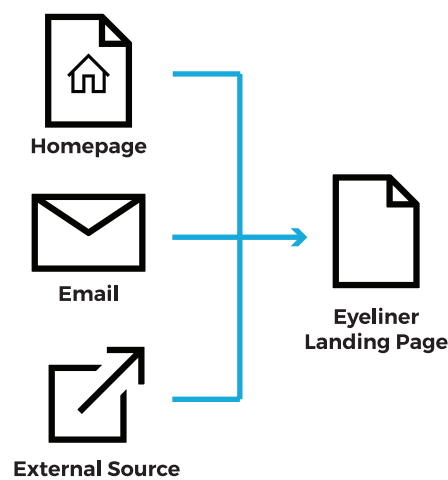 Homepage
Email
Eyeliner
Landing Page
External Source